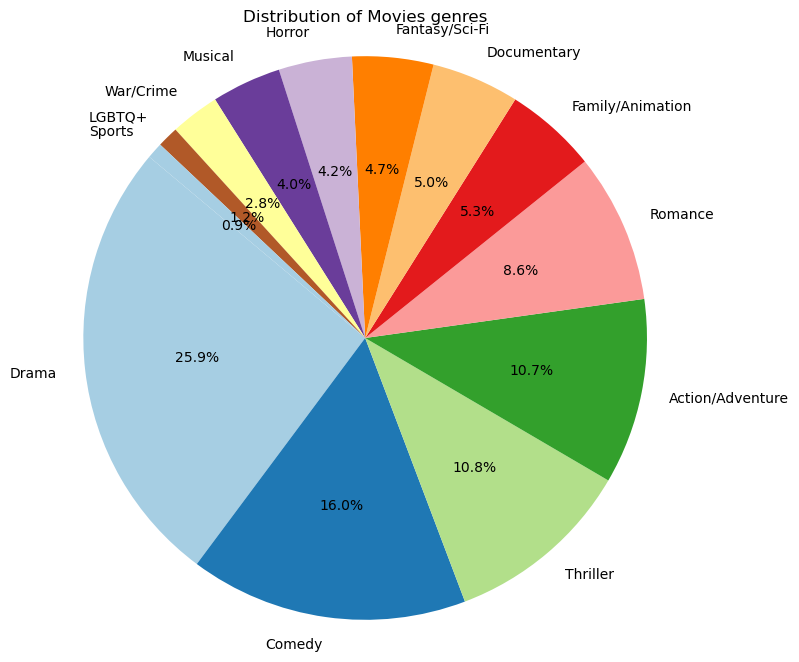 Distribution of Movies genres
Horror
Fantasy/Sci-Fi
Musical
Documentary
War/Crime
Family/Animation
LGBTQ+
Sports
4.7%
4.2%
5.0%
4.0%
2.8%
5.3%
1.2%
0.9%
Romance
8.6%
25.9%
Drama
10.7%
Action/Adventure
10.8%
16.0%
Thriller
Comedy